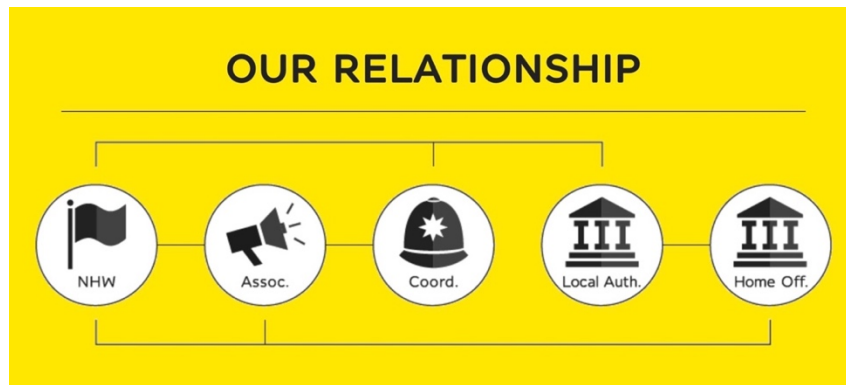 OUR RELATIONSHIP
NHW
Assoc.
Coord.
Local Auth.
Home Off.